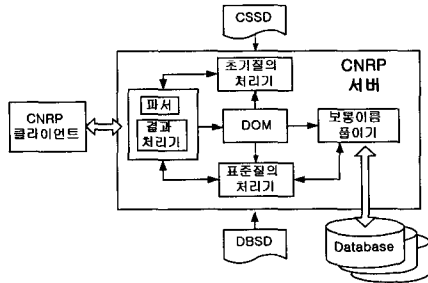 CSSD
CNRP
서버
초기질의
처리기
파서
결과
처리기
DOM
보통이름
풀이기
표준질의
처리기
CNRP
클라이언트
DBSD
Database